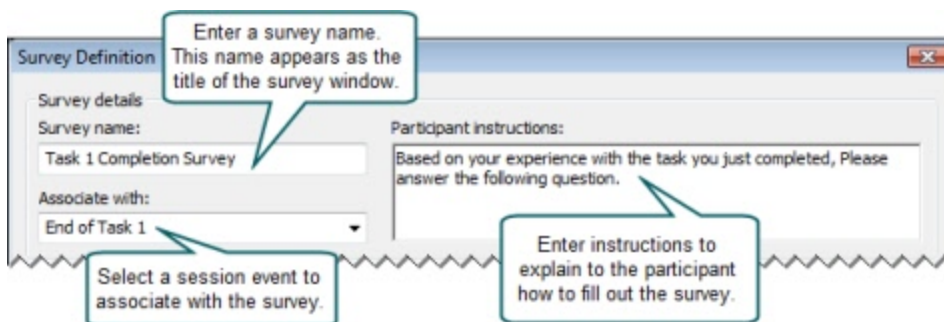 Enter a survey name.
This name appears as the
title of the survey window.
Survey Definition
Survey details
Survey name:
Task 1 Completion Survey
Associate with:
End of Task 1
Select a session event to
associate with the survey.
Participant instructions:
Based on your experience with the task you just completed, Please
answer the following question.
Enter instructions to
explain to the participant
how to fill out the survey.